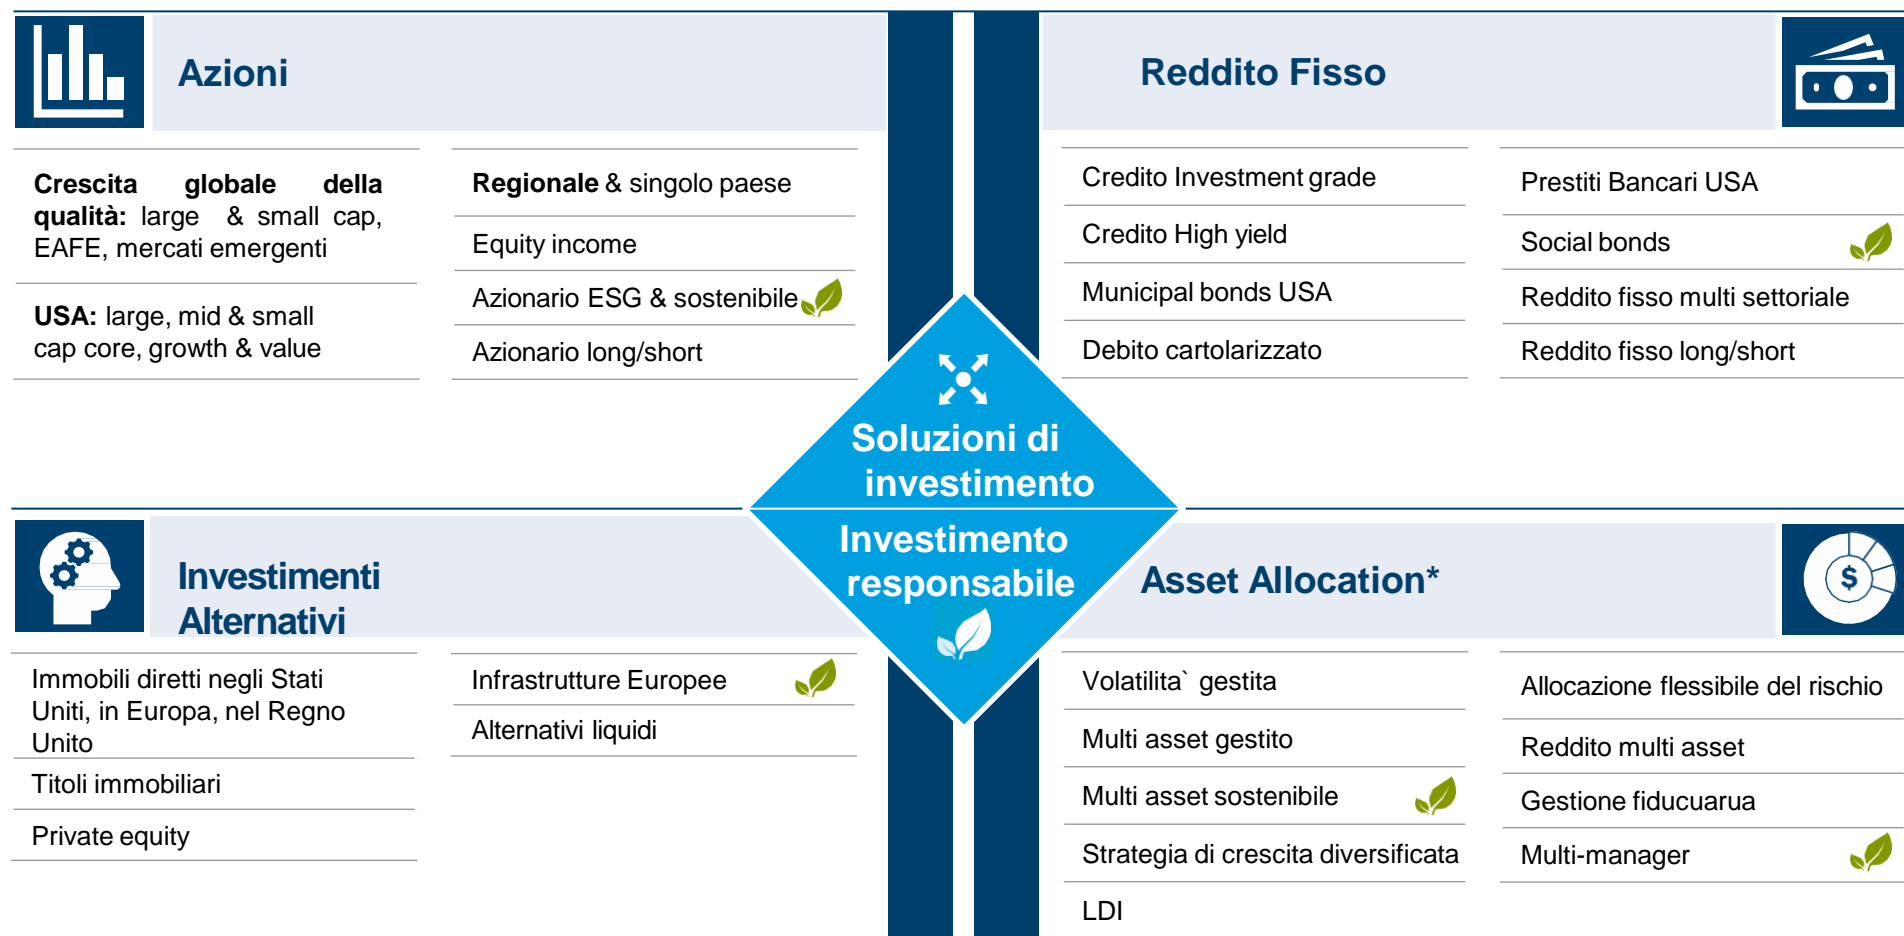 Azioni
Crescita globale della
qualità: large & small cap,
EAFE, mercati emergenti
USA: large, mid & small
cap core, growth & value
Regionale & singolo paese
Equity income
Azionario ESG & sostenibile
Azionario long/short
Reddito Fisso
Credito Investment grade
Credito High yield
Municipal bonds USA
Debito cartolarizzato
Prestiti Bancari USA
Social bonds
Reddito fisso multi settoriale
Reddito fisso long/short
Soluzioni di
investimento
Investimento
responsabile
Investimenti
Alternativi
Immobili diretti negli Stati
Uniti, in Europa, nel Regno
Unito
Titoli immobiliari
Private equity
Infrastrutture Europee
Alternativi liquidi
Asset Allocation*
$
Volatilita` gestita
Multi asset gestito
Multi asset sostenibile
Strategia di crescita diversificata
LDI
Allocazione flessibile del rischio
Reddito multi asset
Gestione fiducuarua
Multi-manager